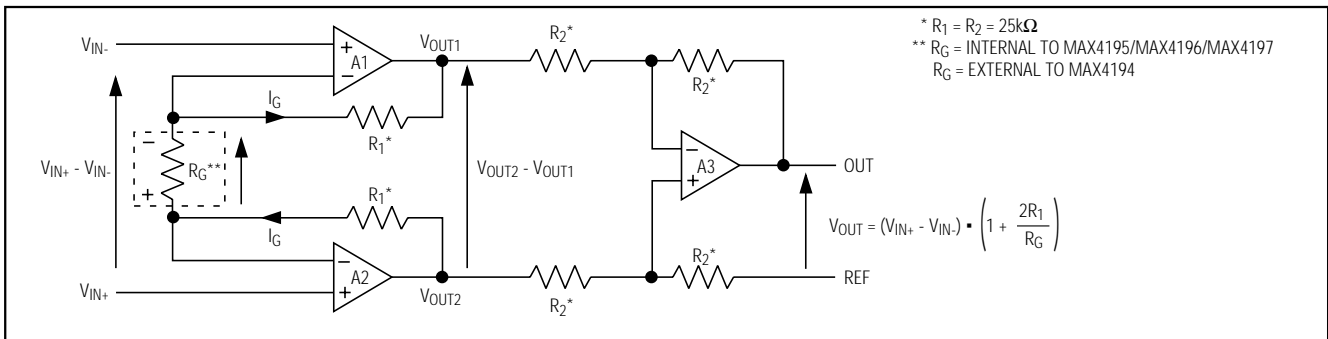 * R1 = R2 = 25kΩ
** RG = INTERNAL TO MAX4195/MAX4196/MAX4197
RG = EXTERNAL TO MAX4194
VIN-
+
A1
−
VOUT1
R2*
R2*
IG
R1*
VIN+ - VIN-
−
RG**
+
VOUT2 - VOUT1
−
A3
+
OUT
R1*
IG
VOUT = (VIN+ - VIN-) ▪ (1 + 2R1/RG)
−
A2
+
VIN+
VOUT2
R2*
R2*
REF